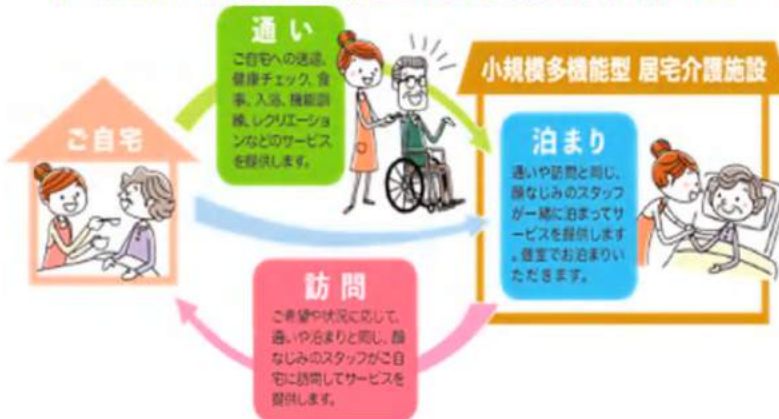 通い
ご自宅への送迎、
健康チェック、食
事、入浴、機能訓
練、レクリエーショ
ンなどのサービス
を提供します。
小規模多機能型 居宅介護施設
ご自宅
泊まり
通いや訪問と同じ、
顔なじみのスタッフ
が一緒に泊まってサ
ービスを提供します
。個室でお泊まりい
ただきます。
訪問
ご希望や状況に応じて、
通いや泊まりと同じ、顔
なじみのスタッフがご自
宅に訪問してサービスを
提供します。